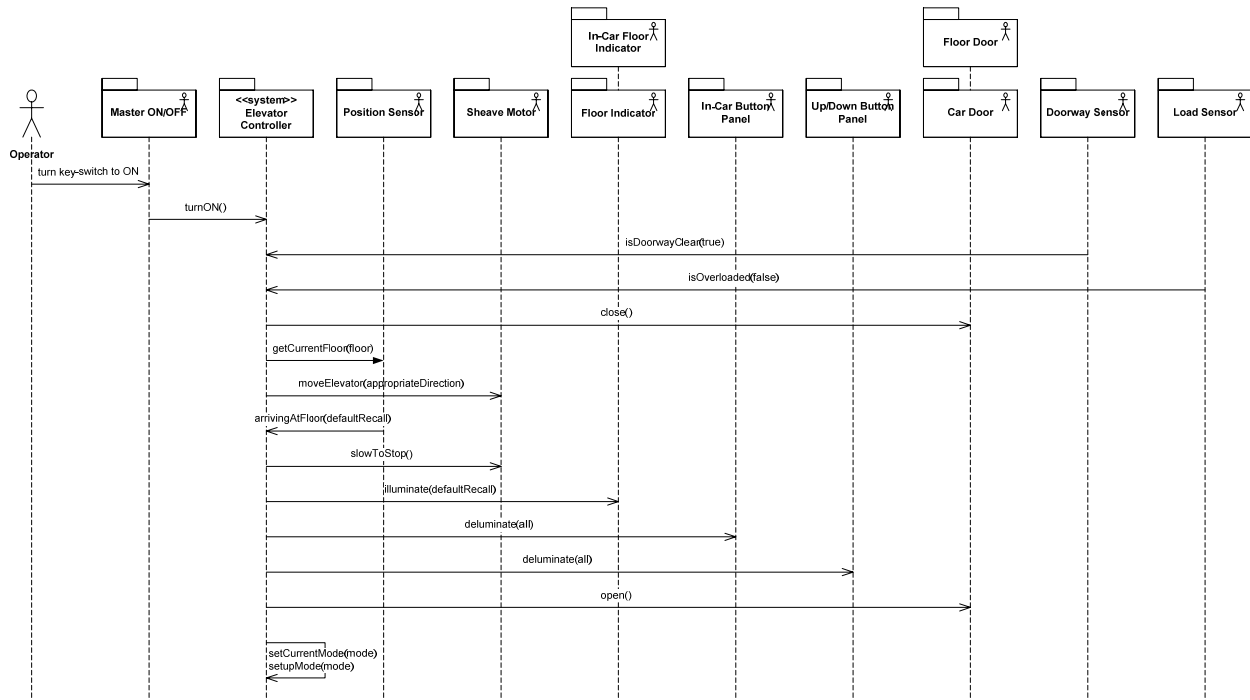 In-Car Floor
Indicator
Floor Door
Master ON/OFF
<<system>>
Elevator
Controller
Position Sensor
Sheave Motor
Floor Indicator
In-Car Button
Panel
Up/Down Button
Panel
Car Door
Doorway Sensor
Load Sensor
Operator
turn key-switch to ON
turnON()
isDoorwayClear(true)
isOverloaded(false)
close()
getCurrentFloor(floor)
moveElevator(appropriateDirection)
arrivingAtFloor(defaultRecall)
slowToStop()
illuminate(defaultRecall)
deluminate(all)
deluminate(all)
open()
setCurrentMode(mode)
setupMode(mode)